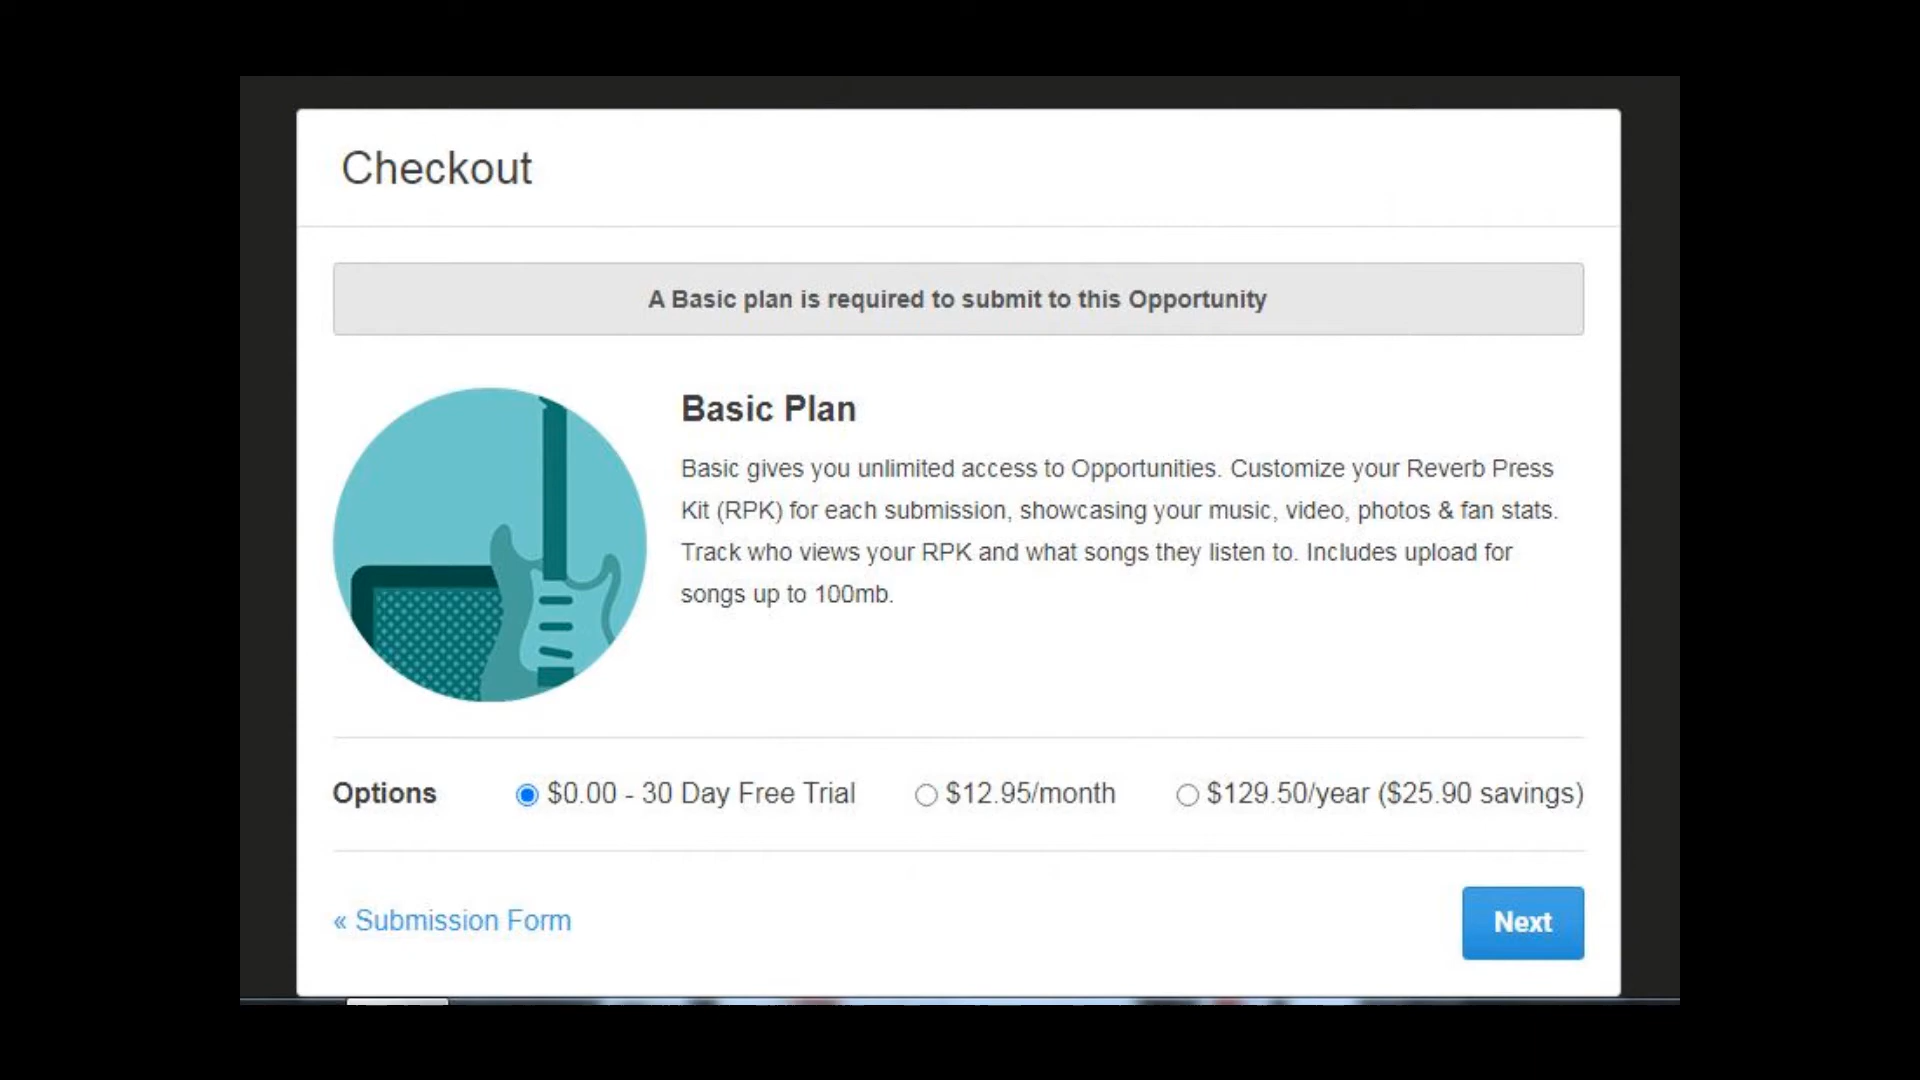 Checkout
A Basic plan is required to submit to this Opportunity
Basic Plan
Basic gives you unlimited access to Opportunities. Customize your Reverb Press
Kit (RPK) for each submission, showcasing your music, video, photos & fan stats.
Track who views your RPK and what songs they listen to. Includes upload for
songs up to 100mb.
Options $0.00 - 30 Day Free Trial $12.95/month $129.50/year ($25.90 savings)
« Submission Form Next